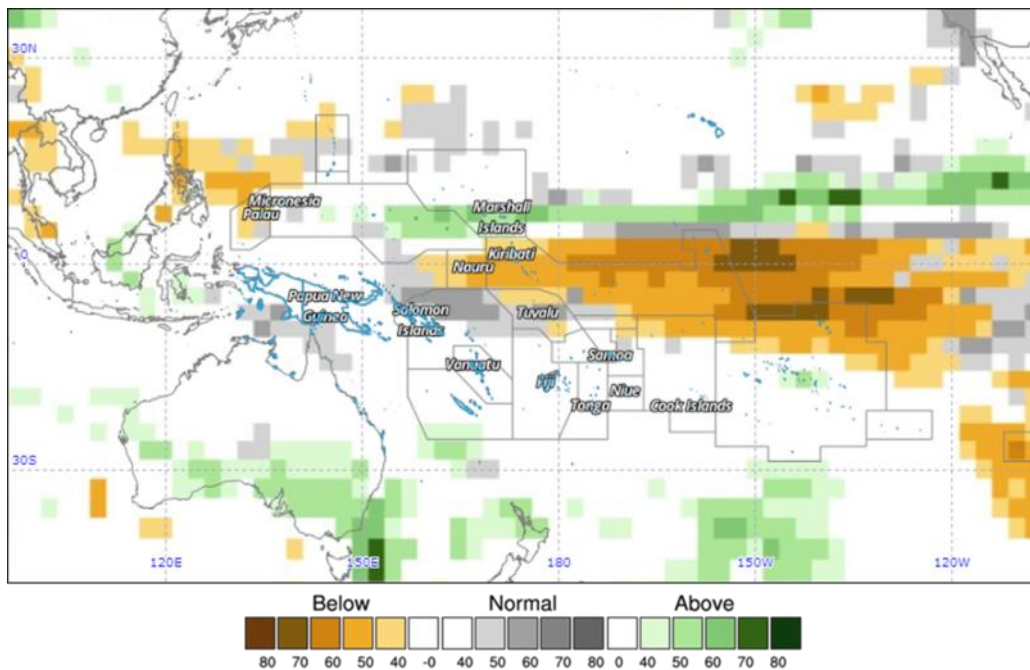 30N
Micronesia
Palau
Marshall
Islands
0
Kiribati
Nauru
Papua New
Guinea
Solomon
Islands
Tuvalu
Vanuatu
Samoa
Fiji
Niue
Tonga
Cook Islands
30S
120E 150E 180 150W 120W
Below Normal Above
80 70 60 50 40 -0 40 50 60 70 80 0 40 50 60 70 80